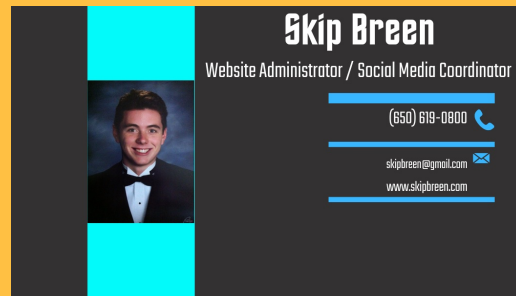 Skip Breen
Website Administrator / Social Media Coordinator
(650) 619-0800
skipbreen@gmail.com
www.skipbreen.com